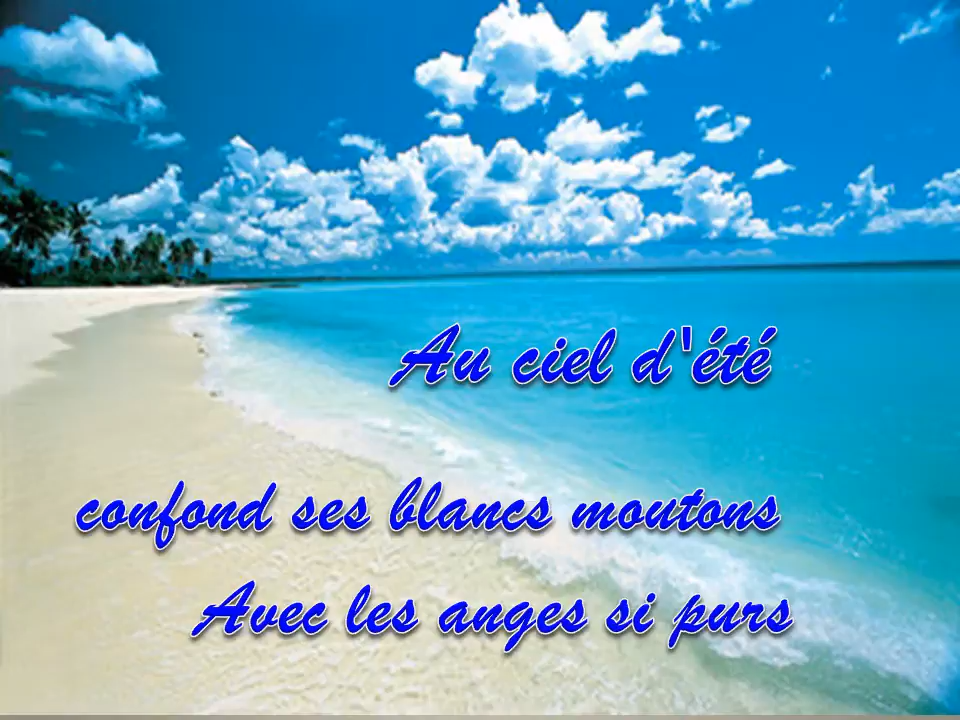 Au ciel d'été
confond ses blancs moutons
Avec les anges si purs